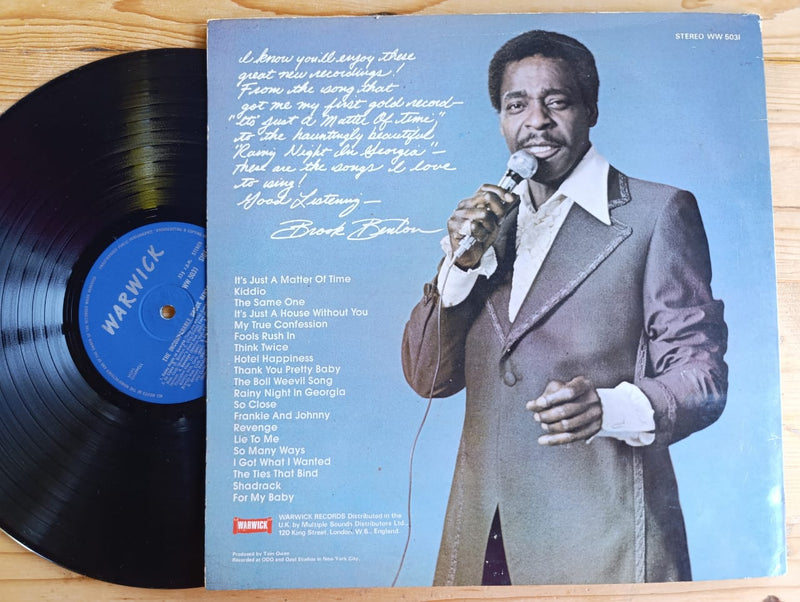 STEREO WW 5031
I know you'll enjoy these
great new recordings!
From the song that
got me my first gold record—
"It's Just A Matter Of Time,"
to the hauntingly beautiful
"Rainy Night In Georgia"—
these are the songs I love
to sing!
Good Listening—
Brook Benton
It's Just A Matter Of Time
Kiddio
The Same One
It's Just A House Without You
My True Confession
Fools Rush In
Think Twice
Hotel Happiness
Thank You Pretty Baby
The Boll Weevil Song
Rainy Night In Georgia
So Close
Frankie And Johnny
Revenge
Lie To Me
So Many Ways
I Got What I Wanted
The Ties That Bind
Shadrack
For My Baby
WARWICK
WARWICK RECORDS Distributed in the
U.K. by Multiple Sounds Distributors Ltd.,
120 King Street, London, W.6., England.
Produced by Tom
Recorded at ODO and Opal Studios in New York City.
WARWICK
WW 5031